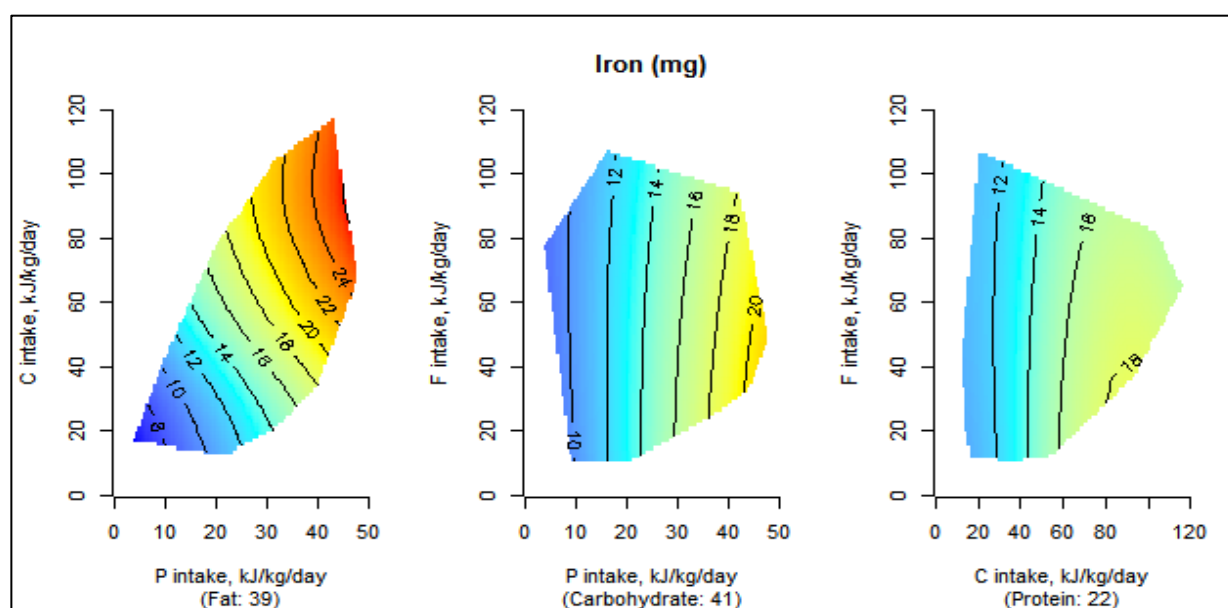 Iron (mg)
C intake, kJ/kg/day
0 20 40 60 80 100 120
8 10 12 14 16 18 20 22 24
0 10 20 30 40 50
P intake, kJ/kg/day
(Fat: 39)
F intake, kJ/kg/day
0 20 40 60 80 100 120
10 12 14 16 18 20
0 10 20 30 40 50
P intake, kJ/kg/day
(Carbohydrate: 41)
F intake, kJ/kg/day
0 20 40 60 80 100 120
12 14 16 18
0 20 40 60 80 120
C intake, kJ/kg/day
(Protein: 22)